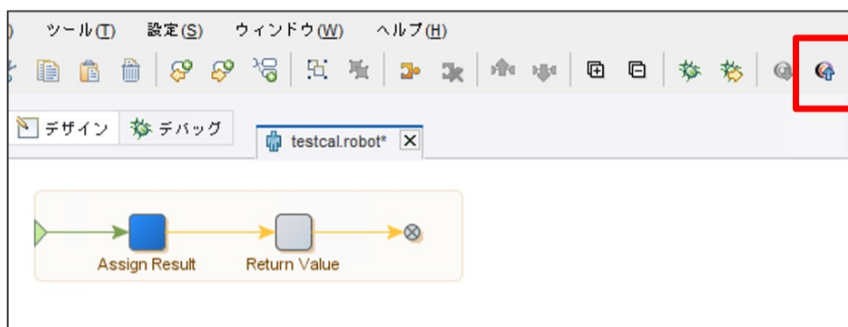 ツール(T) 設定(S) ウィンドウ(W) ヘルプ(H)
デザイン デバッグ testcal.robot*
Assign Result Return Value